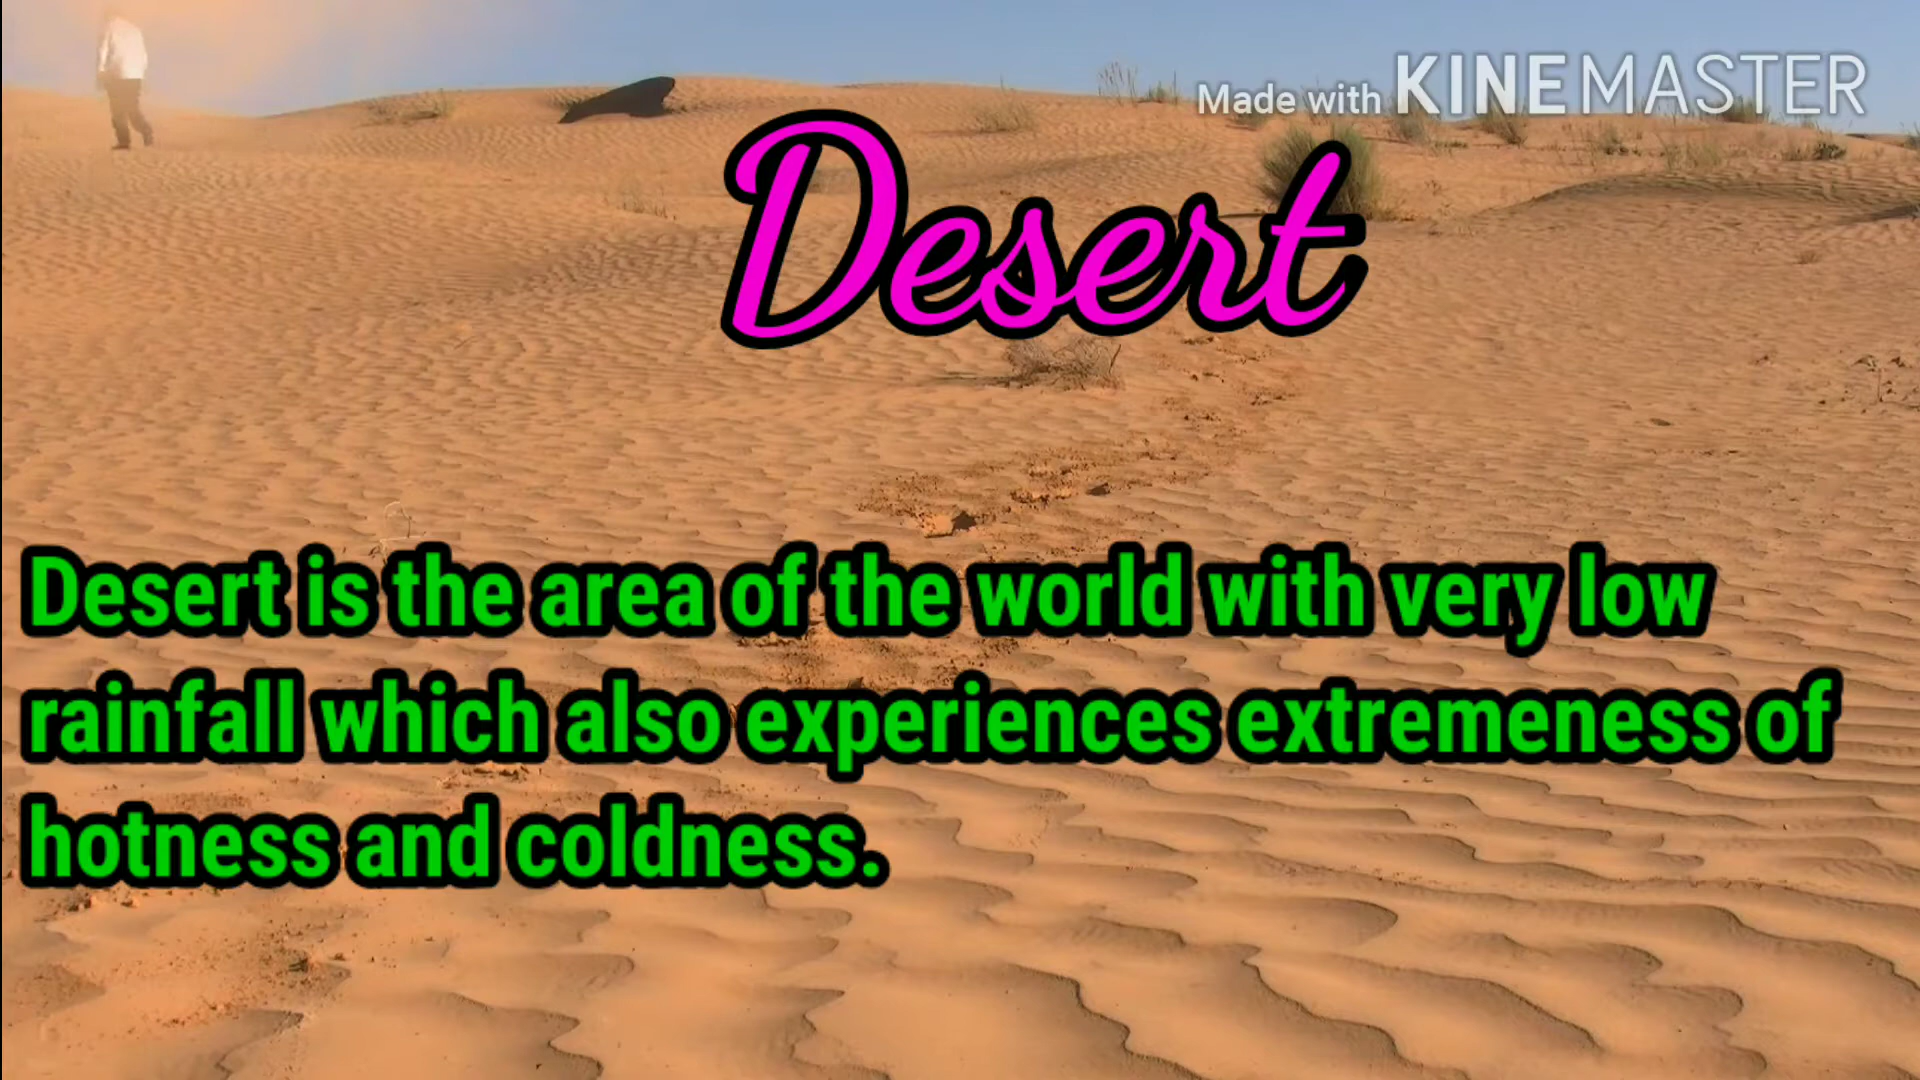 Made with KINEMASTER
Desert
Desert is the area of the world with very low
rainfall which also experiences extremeness of
hotness and coldness.